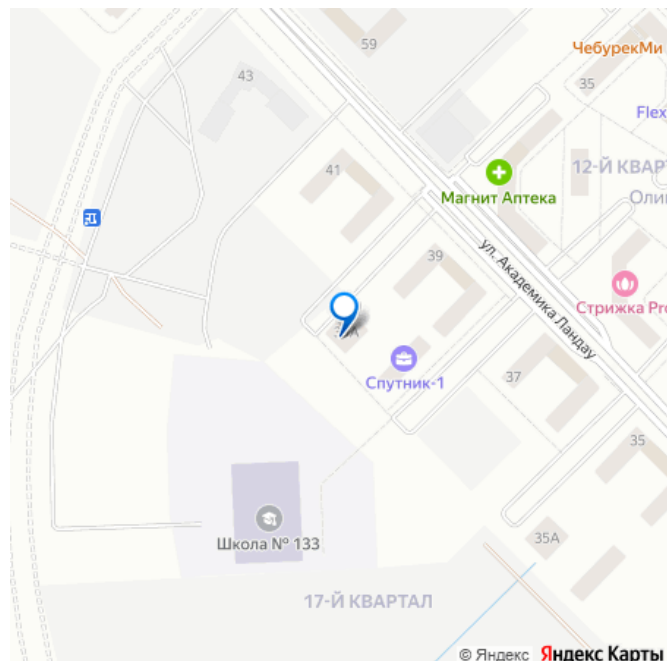 59
ЧебурекМи
43
35
Flex
41
12-Й КВАРТ
Магнит Аптека
Оли
39
ул. Академика Ландау
Стрижка Pro
Спутник-1
37
35
Школа № 133
35А
17-Й КВАРТАЛ
© Яндекс Яндекс Карты